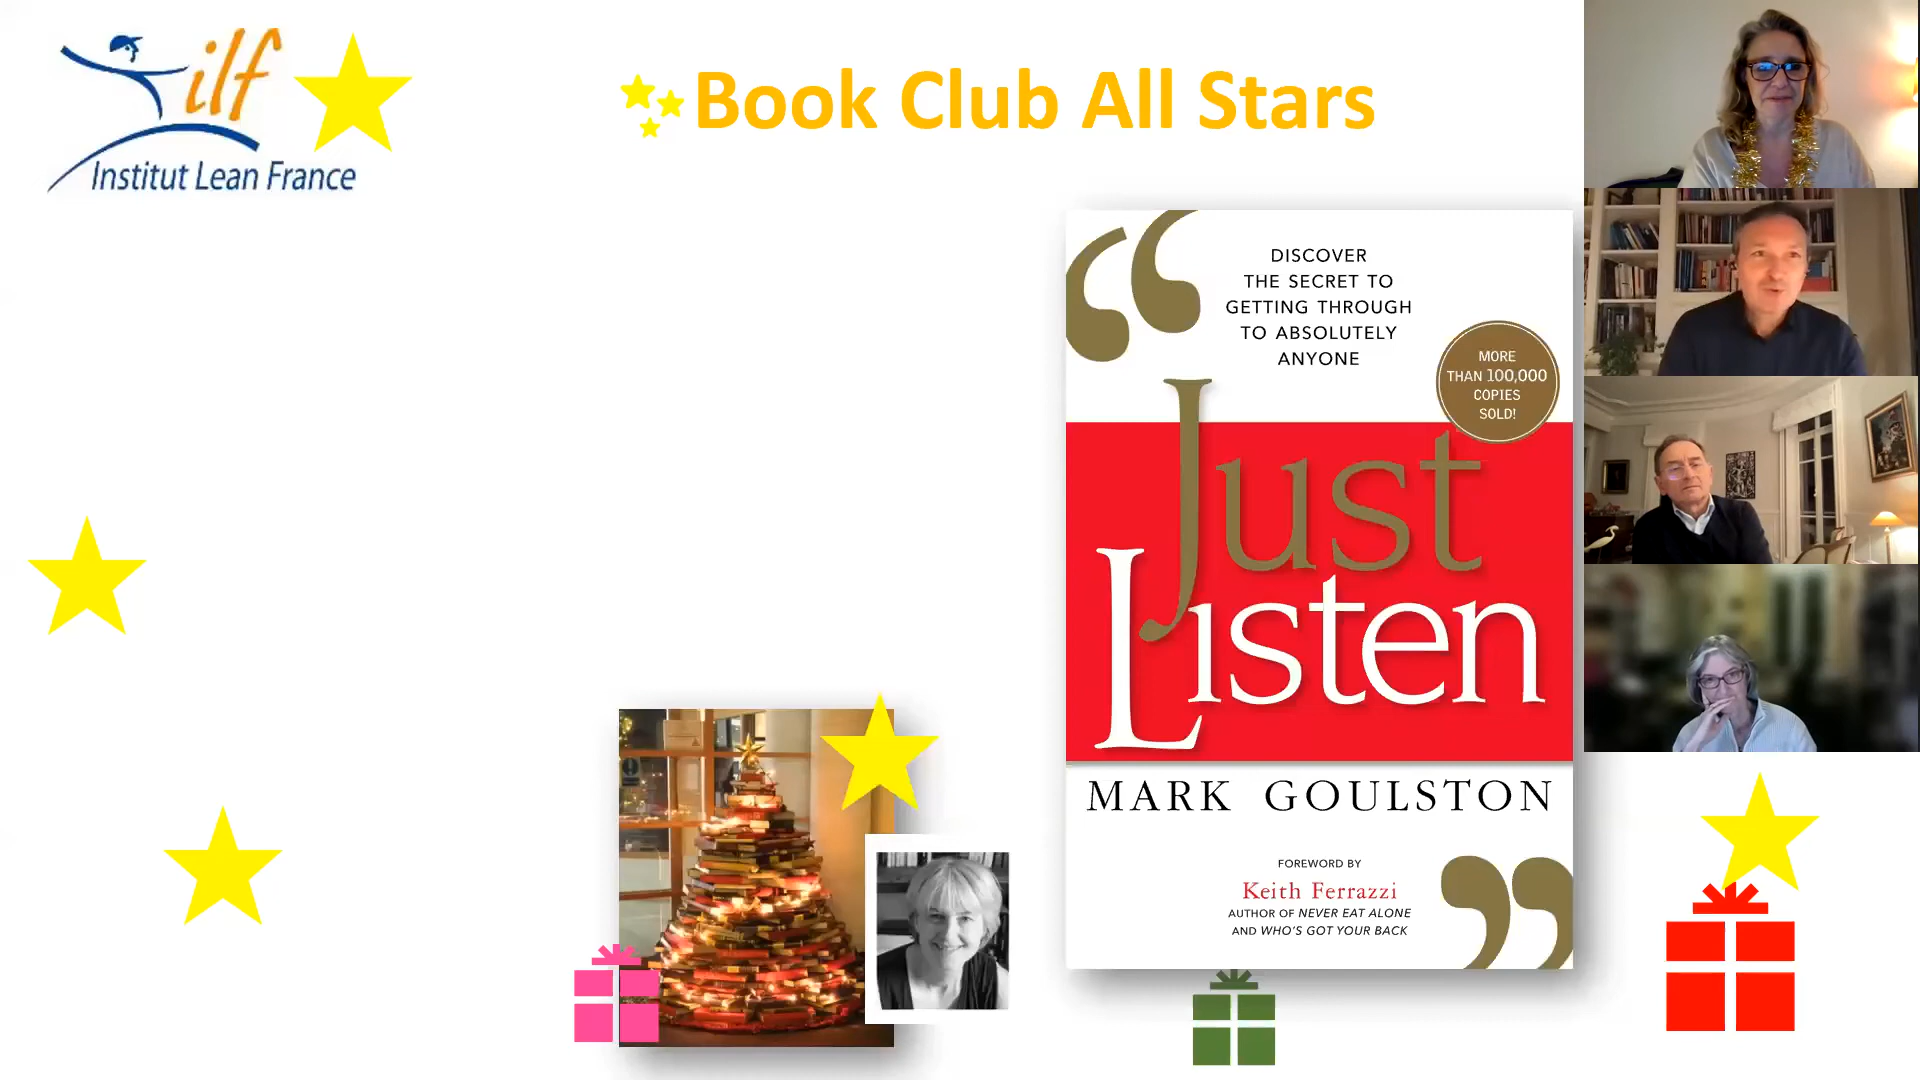 ilf
Institut Lean France
Book Club All Stars
DISCOVER
THE SECRET TO
GETTING THROUGH
TO ABSOLUTELY
ANYONE
MORE
THAN 100,000
COPIES
SOLD!
Just
Listen
MARK GOULSTON
FOREWORD BY
Keith Ferrazzi
AUTHOR OF NEVER EAT ALONE
AND WHO'S GOT YOUR BACK